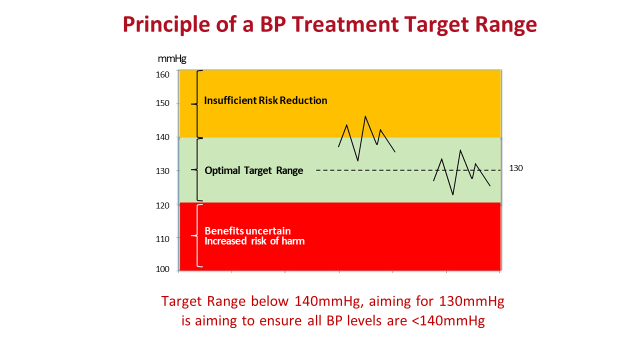 Principle of a BP Treatment Target Range
mmHg
160
Insufficient Risk Reduction
150
140
130
Optimal Target Range
130
120
Benefits uncertain
Increased risk of harm
110
100
Target Range below 140mmHg, aiming for 130mmHg
is aiming to ensure all BP levels are <140mmHg